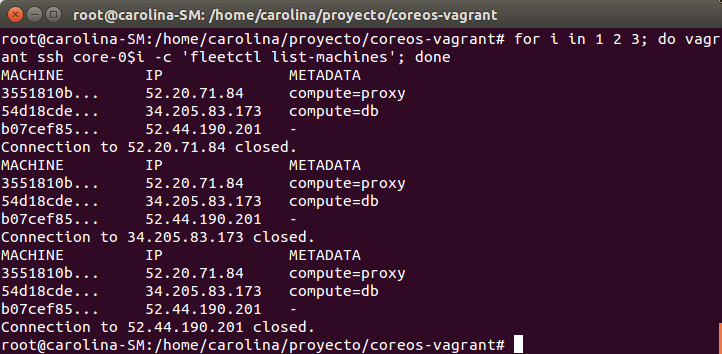 root@carolina-SM: /home/carolina/proyecto/coreos-vagrant
root@carolina-SM:/home/carolina/proyecto/coreos-vagrant# for i in 1 2 3; do vagr
ant ssh core-0$i -c 'fleetctl list-machines'; done
MACHINE IP METADATA
3551810b... 52.20.71.84 compute=proxy
54d18cde... 34.205.83.173 compute=db
b07cef85... 52.44.190.201 -
Connection to 52.20.71.84 closed.
MACHINE IP METADATA
3551810b... 52.20.71.84 compute=proxy
54d18cde... 34.205.83.173 compute=db
b07cef85... 52.44.190.201 -
Connection to 34.205.83.173 closed.
MACHINE IP METADATA
3551810b... 52.20.71.84 compute=proxy
54d18cde... 34.205.83.173 compute=db
b07cef85... 52.44.190.201 -
Connection to 52.44.190.201 closed.
root@carolina-SM:/home/carolina/proyecto/coreos-vagrant#